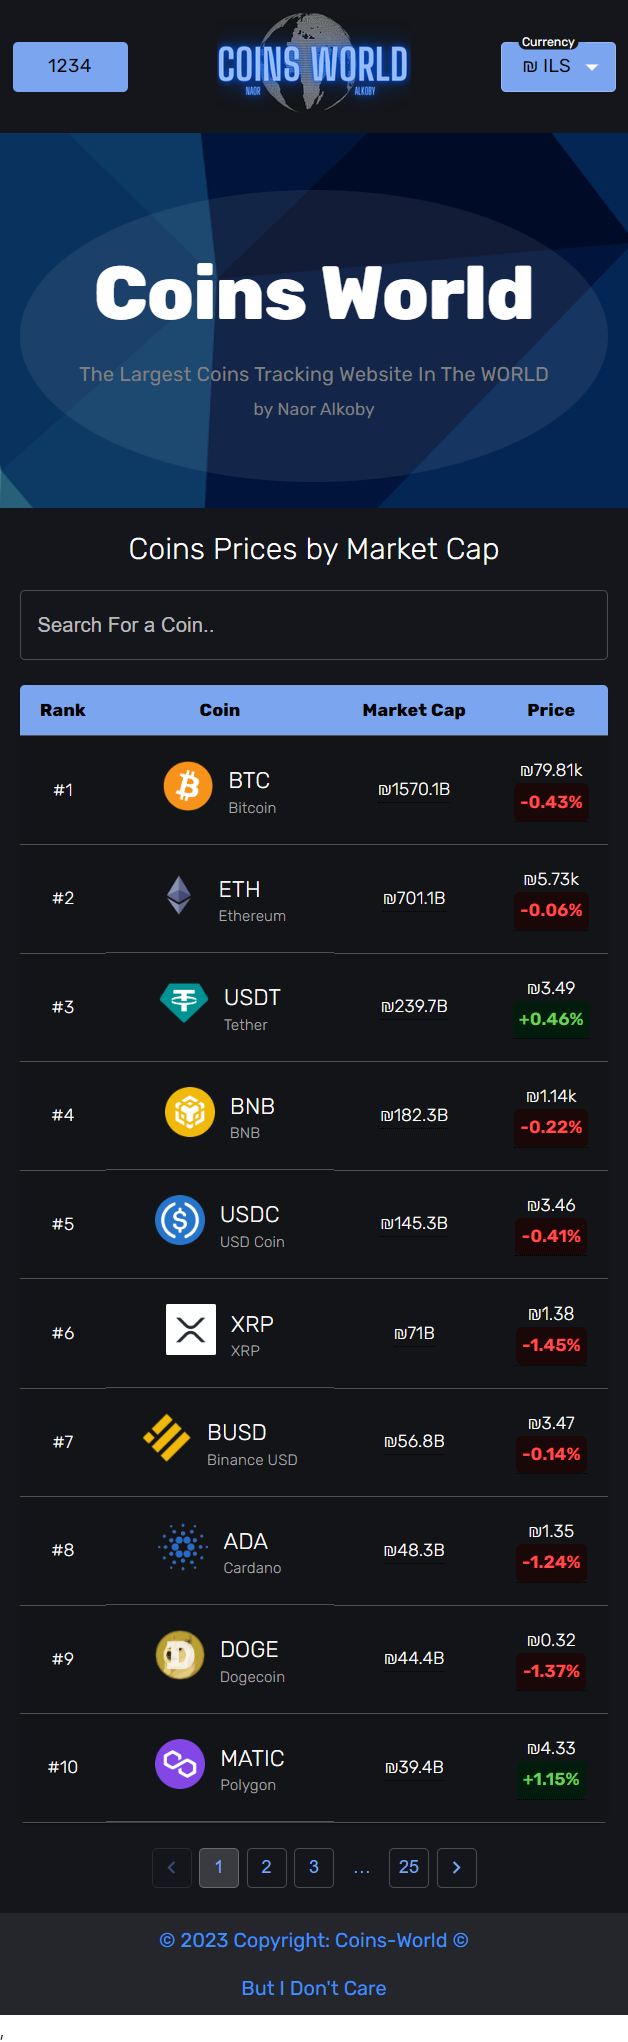 1234
COINS WORLD
NAOR ALKOBY
Currency
₪ ILS
Coins World
The Largest Coins Tracking Website In The WORLD
by Naor Alkoby
Coins Prices by Market Cap
Search For a Coin..
Rank Coin Market Cap Price
#1 BTC Bitcoin ₪1570.1B ₪79.81k -0.43%
#2 ETH Ethereum ₪701.1B ₪5.73k -0.06%
#3 USDT Tether ₪239.7B ₪3.49 +0.46%
#4 BNB BNB ₪182.3B ₪1.14k -0.22%
#5 USDC USD Coin ₪145.3B ₪3.46 -0.41%
#6 XRP XRP ₪71B ₪1.38 -1.45%
#7 BUSD Binance USD ₪56.8B ₪3.47 -0.14%
#8 ADA Cardano ₪48.3B ₪1.35 -1.24%
#9 DOGE Dogecoin ₪44.4B ₪0.32 -1.37%
#10 MATIC Polygon ₪39.4B ₪4.33 +1.15%
1 2 3 … 25
© 2023 Copyright: Coins-World ©
But I Don't Care
,